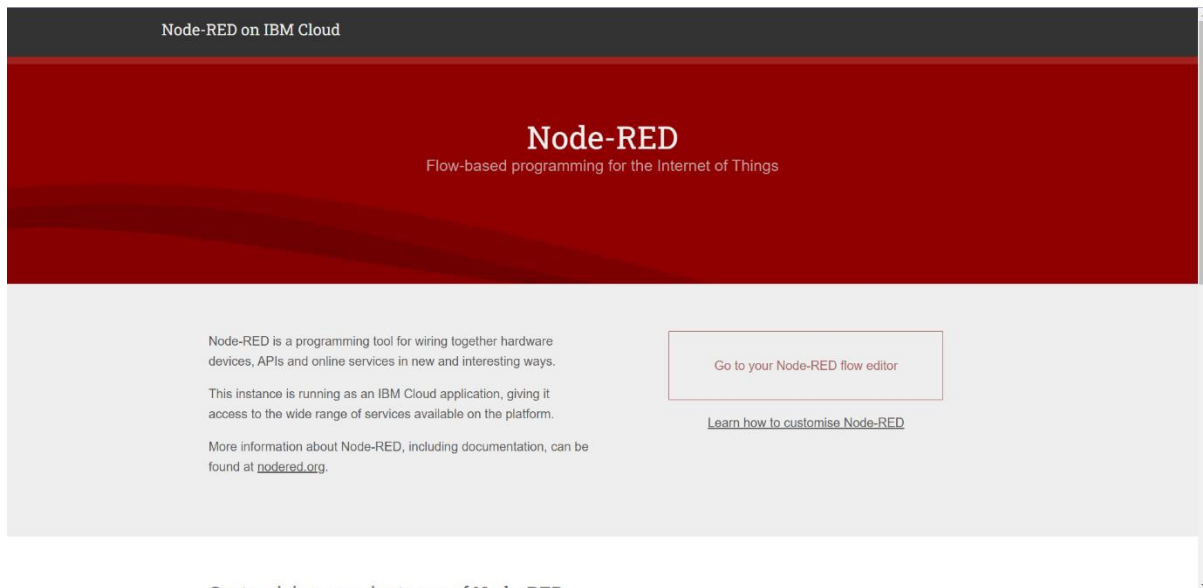 Node-RED on IBM Cloud
Node-RED
Flow-based programming for the Internet of Things
Node-RED is a programming tool for wiring together hardware
devices, APIs and online services in new and interesting ways.
This instance is running as an IBM Cloud application, giving it
access to the wide range of services available on the platform.
More information about Node-RED, including documentation, can be
found at nodered.org.
Go to your Node-RED flow editor
Learn how to customise Node-RED